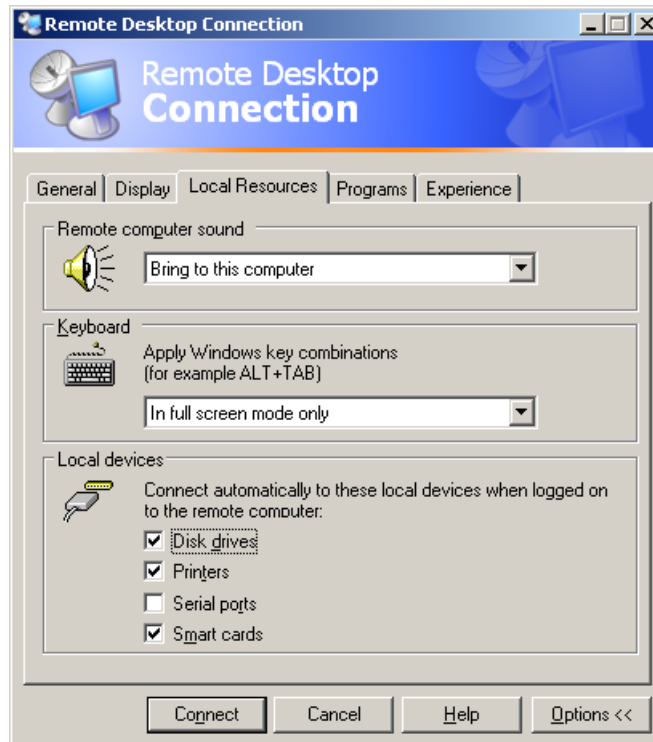 Remote Desktop Connection
Remote Desktop
Connection
General Display Local Resources Programs Experience
Remote computer sound
Bring to this computer
Keyboard
Apply Windows key combinations
(for example ALT+TAB)
In full screen mode only
Local devices
Connect automatically to these local devices when logged on
to the remote computer:
Disk drives
Printers
Serial ports
Smart cards
Connect Cancel Help Options <<